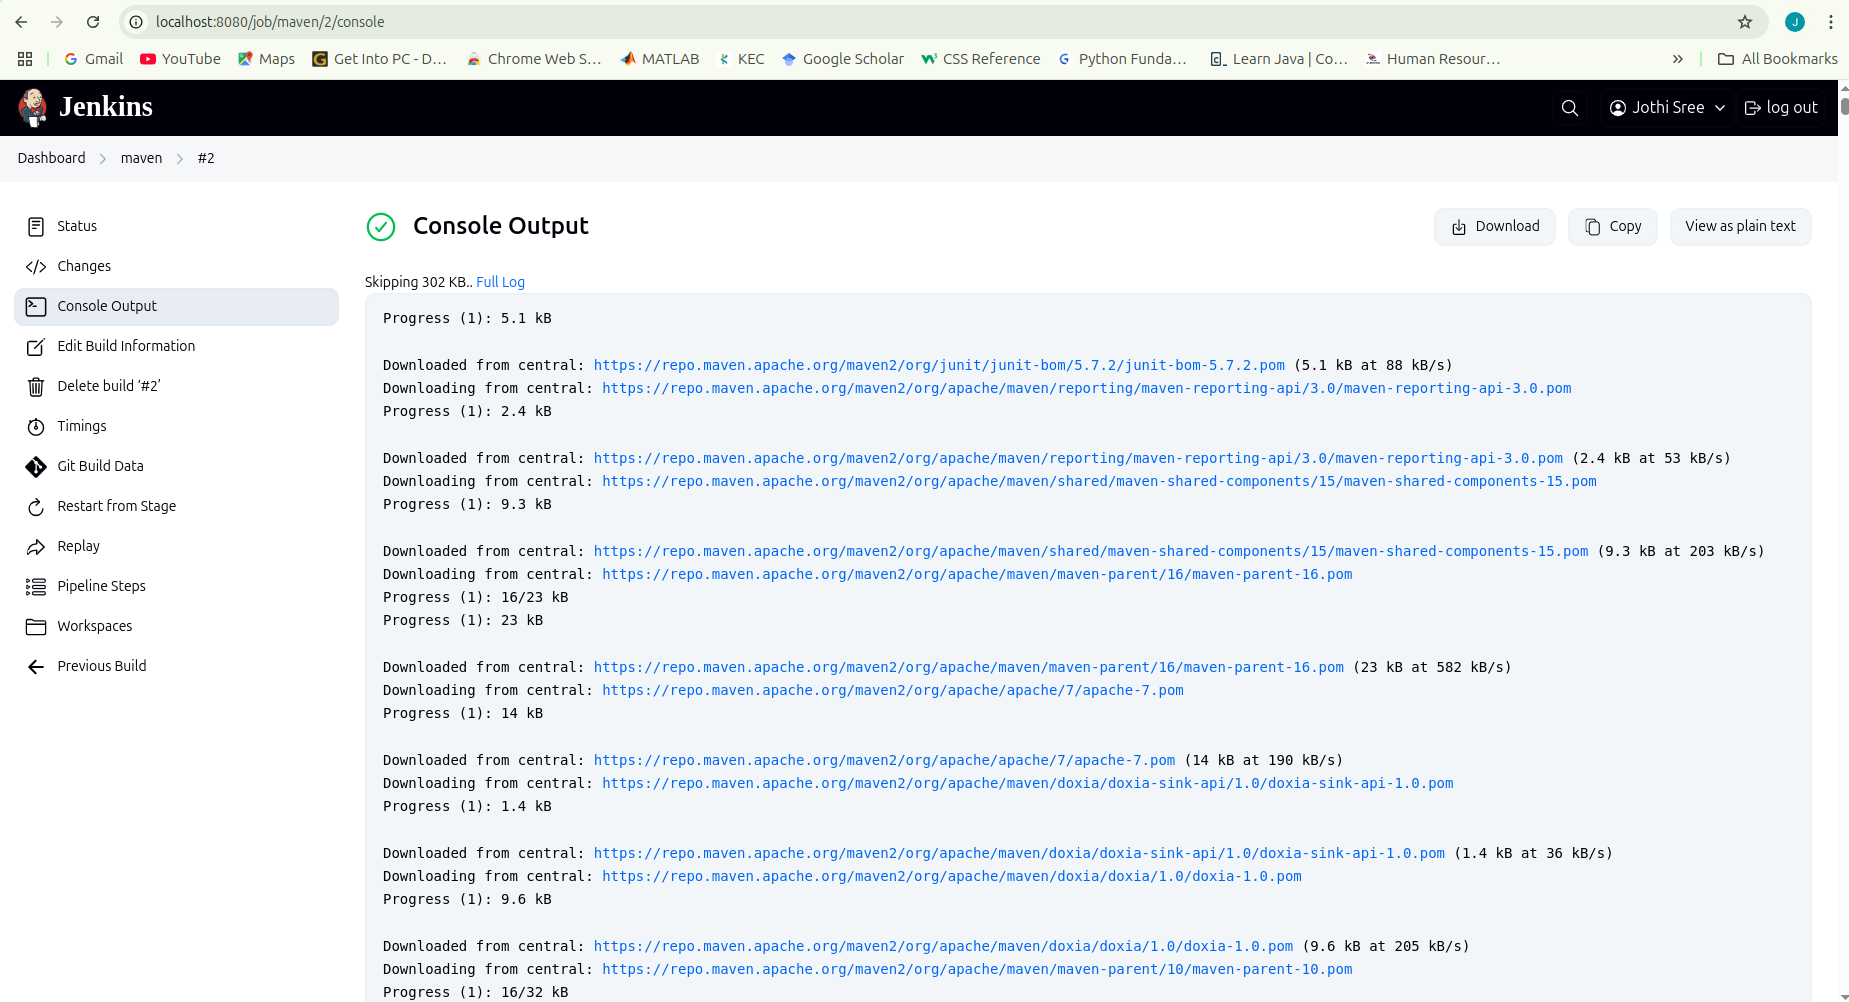 localhost:8080/job/maven/2/console
Gmail YouTube Maps Get Into PC - D... Chrome Web S... MATLAB KEC Google Scholar CSS Reference Python Funda... Learn Java | Co... Human Resour... All Bookmarks
Jenkins Jothi Sree log out
Dashboard maven #2
Status
Changes
Console Output
Edit Build Information
Delete build ‘#2’
Timings
Git Build Data
Restart from Stage
Replay
Pipeline Steps
Workspaces
Previous Build
Console Output Download Copy View as plain text
Skipping 302 KB.. Full Log
Progress (1): 5.1 kB
Downloaded from central: https://repo.maven.apache.org/maven2/org/junit/junit-bom/5.7.2/junit-bom-5.7.2.pom (5.1 kB at 88 kB/s)
Downloading from central: https://repo.maven.apache.org/maven2/org/apache/maven/reporting/maven-reporting-api/3.0/maven-reporting-api-3.0.pom
Progress (1): 2.4 kB
Downloaded from central: https://repo.maven.apache.org/maven2/org/apache/maven/reporting/maven-reporting-api/3.0/maven-reporting-api-3.0.pom (2.4 kB at 53 kB/s)
Downloading from central: https://repo.maven.apache.org/maven2/org/apache/maven/shared/maven-shared-components/15/maven-shared-components-15.pom
Progress (1): 9.3 kB
Downloaded from central: https://repo.maven.apache.org/maven2/org/apache/maven/shared/maven-shared-components/15/maven-shared-components-15.pom (9.3 kB at 203 kB/s)
Downloading from central: https://repo.maven.apache.org/maven2/org/apache/maven/maven-parent/16/maven-parent-16.pom
Progress (1): 16/23 kB
Progress (1): 23 kB
Downloaded from central: https://repo.maven.apache.org/maven2/org/apache/maven/maven-parent/16/maven-parent-16.pom (23 kB at 582 kB/s)
Downloading from central: https://repo.maven.apache.org/maven2/org/apache/apache/7/apache-7.pom
Progress (1): 14 kB
Downloaded from central: https://repo.maven.apache.org/maven2/org/apache/apache/7/apache-7.pom (14 kB at 190 kB/s)
Downloading from central: https://repo.maven.apache.org/maven2/org/apache/maven/doxia/doxia-sink-api/1.0/doxia-sink-api-1.0.pom
Progress (1): 1.4 kB
Downloaded from central: https://repo.maven.apache.org/maven2/org/apache/maven/doxia/doxia-sink-api/1.0/doxia-sink-api-1.0.pom (1.4 kB at 36 kB/s)
Downloading from central: https://repo.maven.apache.org/maven2/org/apache/maven/doxia/doxia/1.0/doxia-1.0.pom
Progress (1): 9.6 kB
Downloaded from central: https://repo.maven.apache.org/maven2/org/apache/maven/doxia/doxia/1.0/doxia-1.0.pom (9.6 kB at 205 kB/s)
Downloading from central: https://repo.maven.apache.org/maven2/org/apache/maven/maven-parent/10/maven-parent-10.pom
Progress (1): 16/32 kB